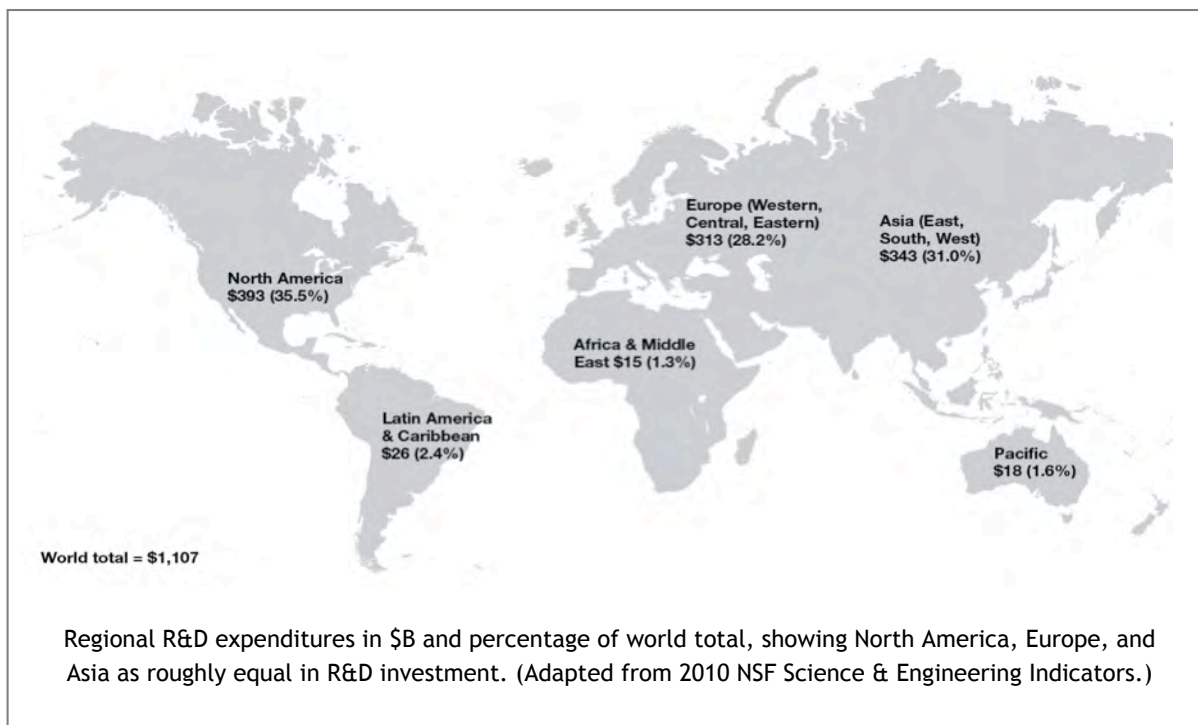 Europe (Western,
Central, Eastern)
$313 (28.2%)
Asia (East,
South, West)
$343 (31.0%)
North America
$393 (35.5%)
Africa & Middle
East $15 (1.3%)
Latin America
& Caribbean
$26 (2.4%)
Pacific
$18 (1.6%)
World total = $1,107
Regional R&D expenditures in $B and percentage of world total, showing North America, Europe, and
Asia as roughly equal in R&D investment. (Adapted from 2010 NSF Science & Engineering Indicators.)